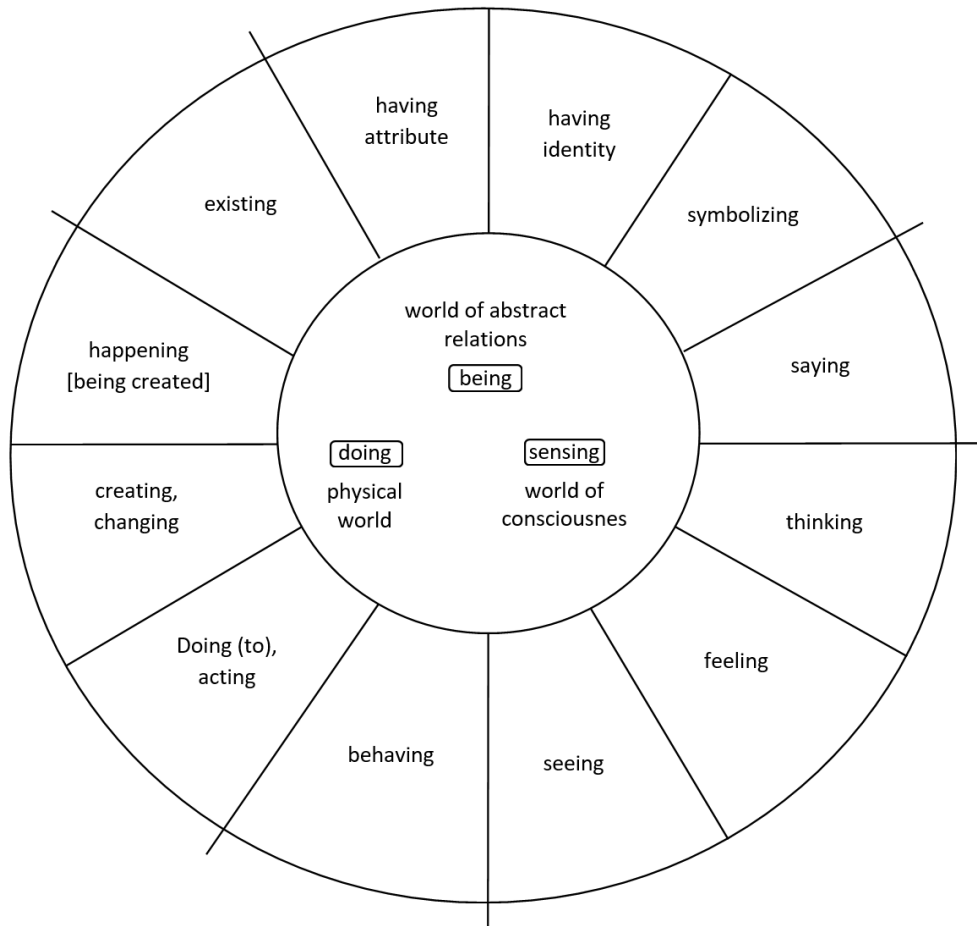 having
attribute
having
identity
symbolizing
saying
thinking
feeling
seeing
behaving
Doing (to),
acting
creating,
changing
happening
[being created]
existing
world of abstract
relations
being
doing
physical
world
sensing
world of
consciousnes